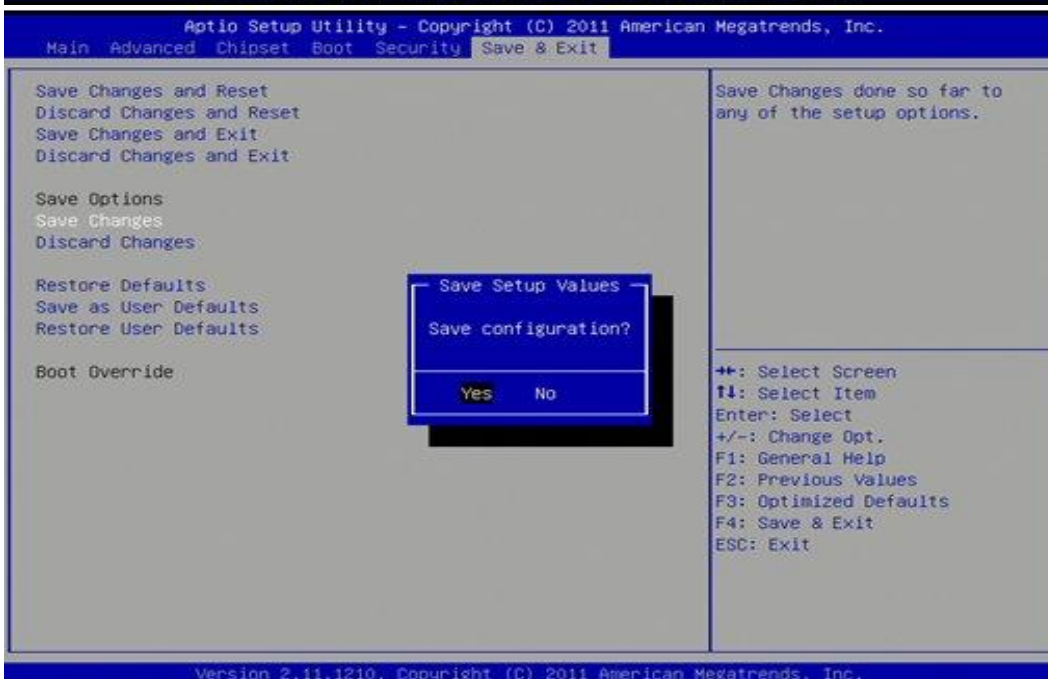 Aptio Setup Utility - Copyright (C) 2011 American Megatrends, Inc.
Main Advanced Chipset Boot Security Save & Exit
Save Changes and Reset
Discard Changes and Reset
Save Changes and Exit
Discard Changes and Exit
Save Options
Save Changes
Discard Changes
Restore Defaults
Save as User Defaults
Restore User Defaults
Boot Override
Save Setup Values
Save configuration?
Yes No
Save Changes done so far to
any of the setup options.
→←: Select Screen
↑↓: Select Item
Enter: Select
+/-: Change Opt.
F1: General Help
F2: Previous Values
F3: Optimized Defaults
F4: Save & Exit
ESC: Exit
Version 2.11.1210. Copyright (C) 2011 American Megatrends, Inc.